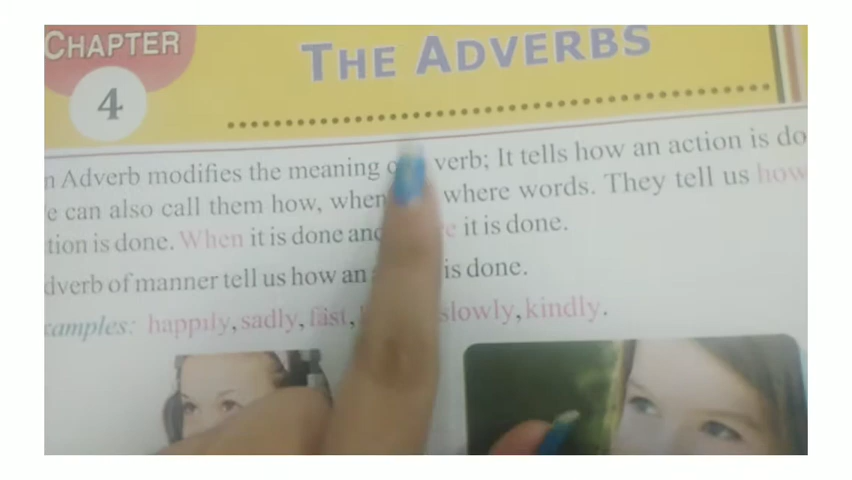 CHAPTER
4
THE ADVERBS
n Adverb modifies the meaning verb; It tells how an action is do
e can also call them how, when where words. They tell us how
tion is done. When it is done and it is done.
dverb of manner tell us how an is done.
xamples: happily, sadly, fast, slowly, kindly.